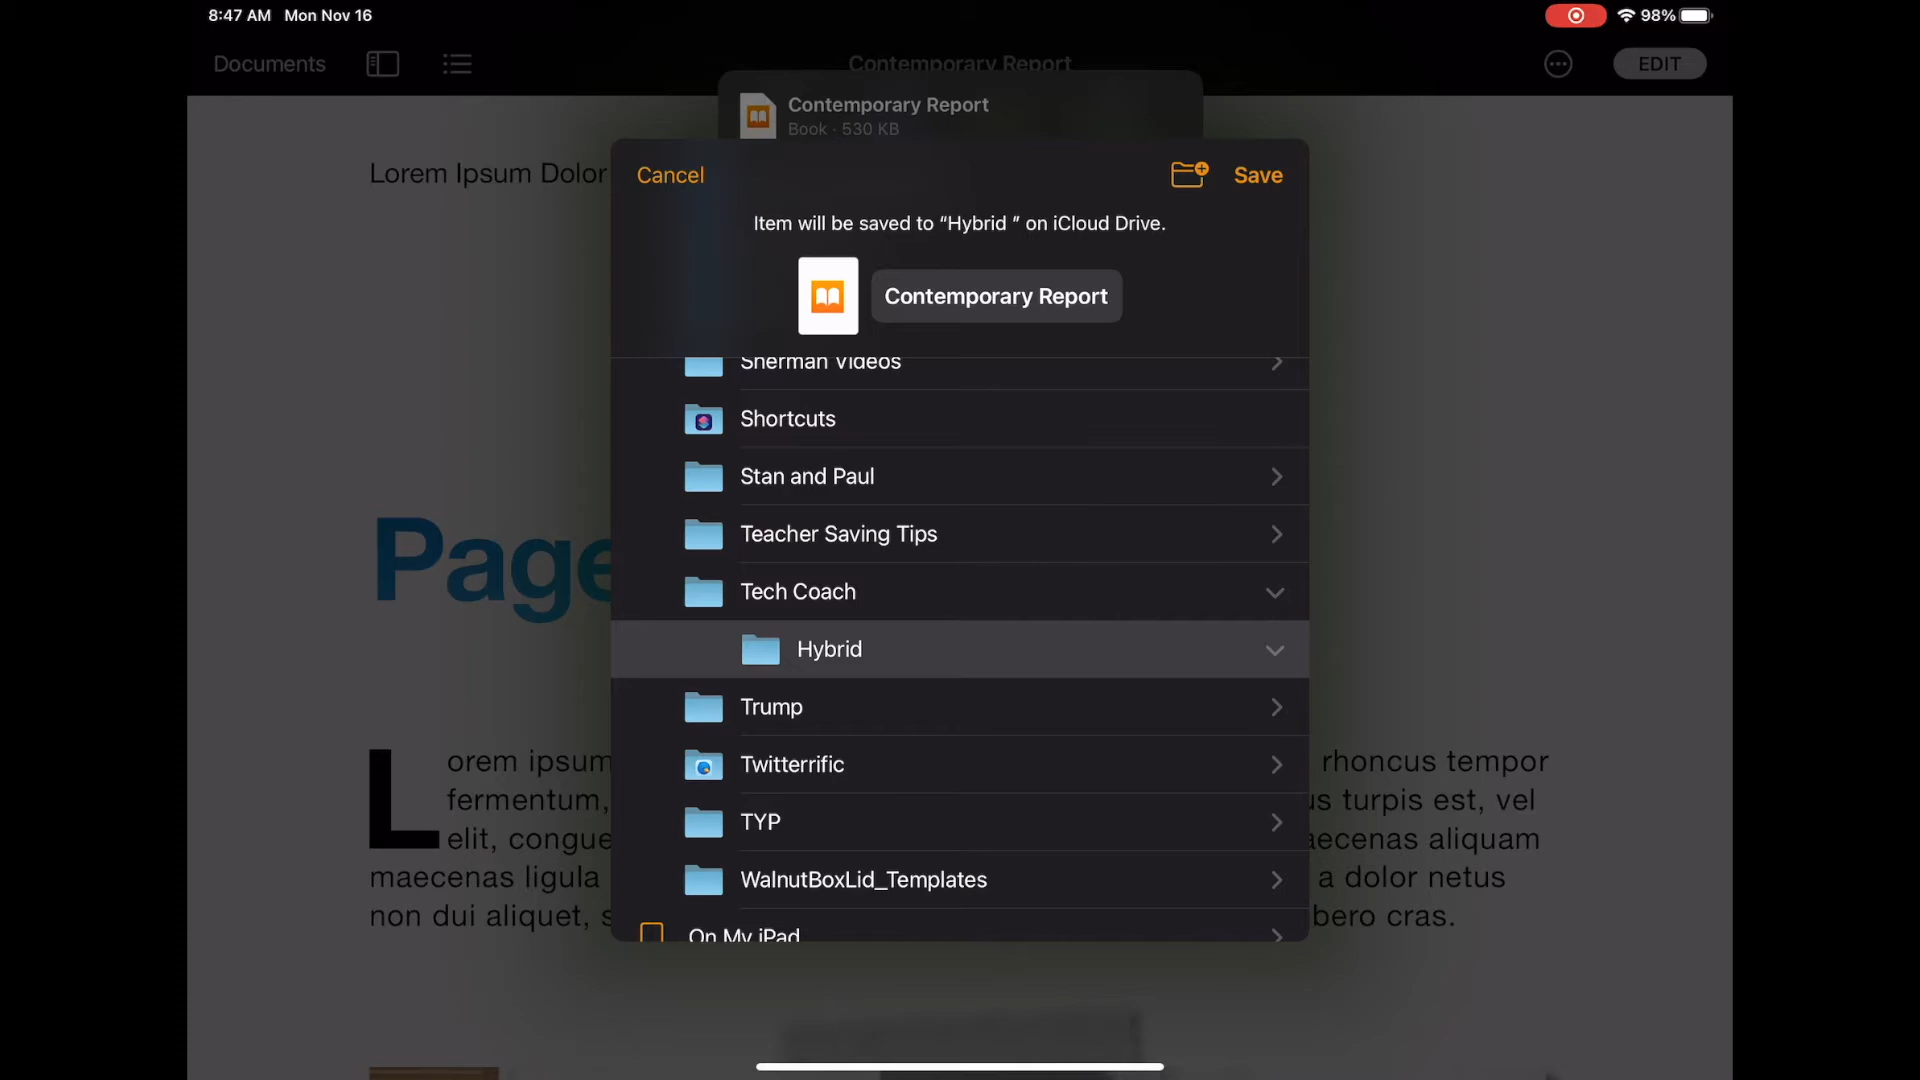 8:47 AM Mon Nov 16
98%
Documents
Contemporary Report
EDIT
Contemporary Report
Book · 530 KB
Lorem Ipsum Dolor
Cancel
Save
Item will be saved to “Hybrid ” on iCloud Drive.
Contemporary Report
Sherman Videos
Shortcuts
Stan and Paul
Teacher Saving Tips
Page
Tech Coach
Hybrid
Trump
Twitterrific
TYP
WalnutBoxLid_Templates
On My iPad
Lorem ipsum rhoncus tempor
fermentum, us turpis est, vel
elit, congue aecenas aliquam
maecenas ligula a dolor netus
non dui aliquet, s bero cras.